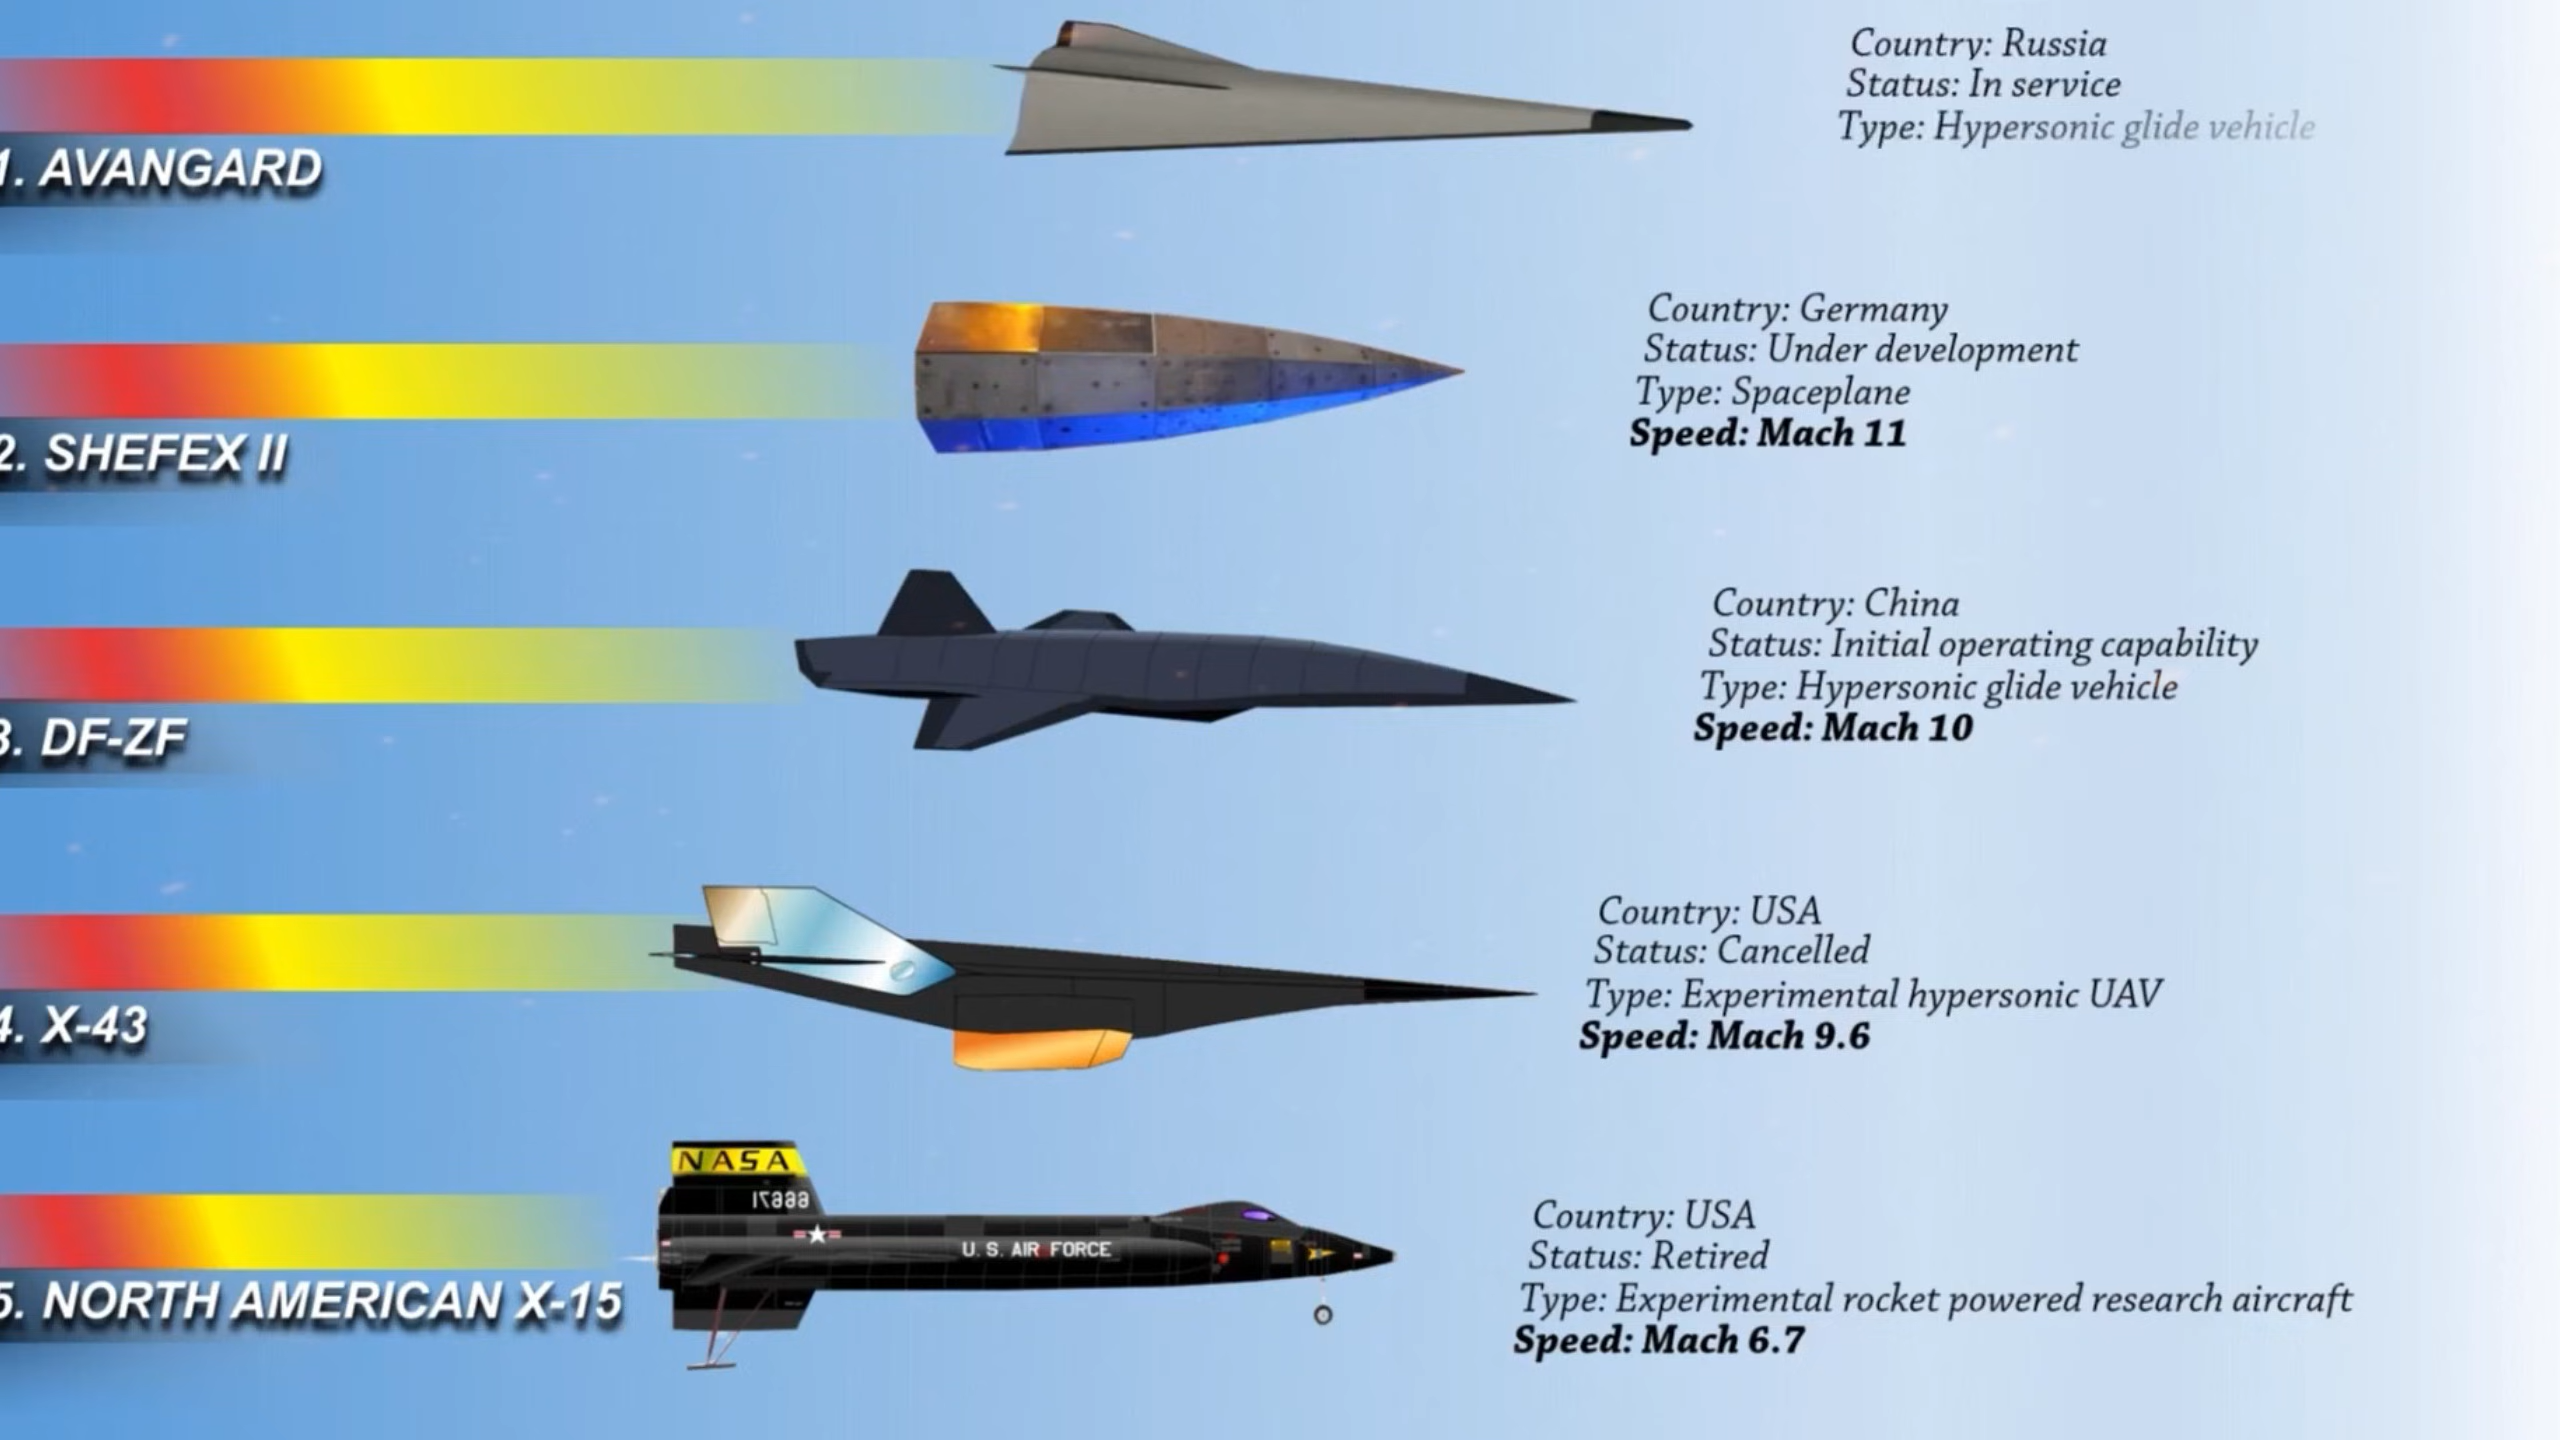 Country: Russia
Status: In service
Type: Hypersonic glide vehicle
1. AVANGARD
Country: Germany
Status: Under development
Type: Spaceplane
Speed: Mach 11
2. SHEFEX II
Country: China
Status: Initial operating capability
Type: Hypersonic glide vehicle
Speed: Mach 10
3. DF-ZF
Country: USA
Status: Cancelled
Type: Experimental hypersonic UAV
Speed: Mach 9.6
4. X-43
NASA
U. S. AIR FORCE
Country: USA
Status: Retired
Type: Experimental rocket powered research aircraft
Speed: Mach 6.7
5. NORTH AMERICAN X-15